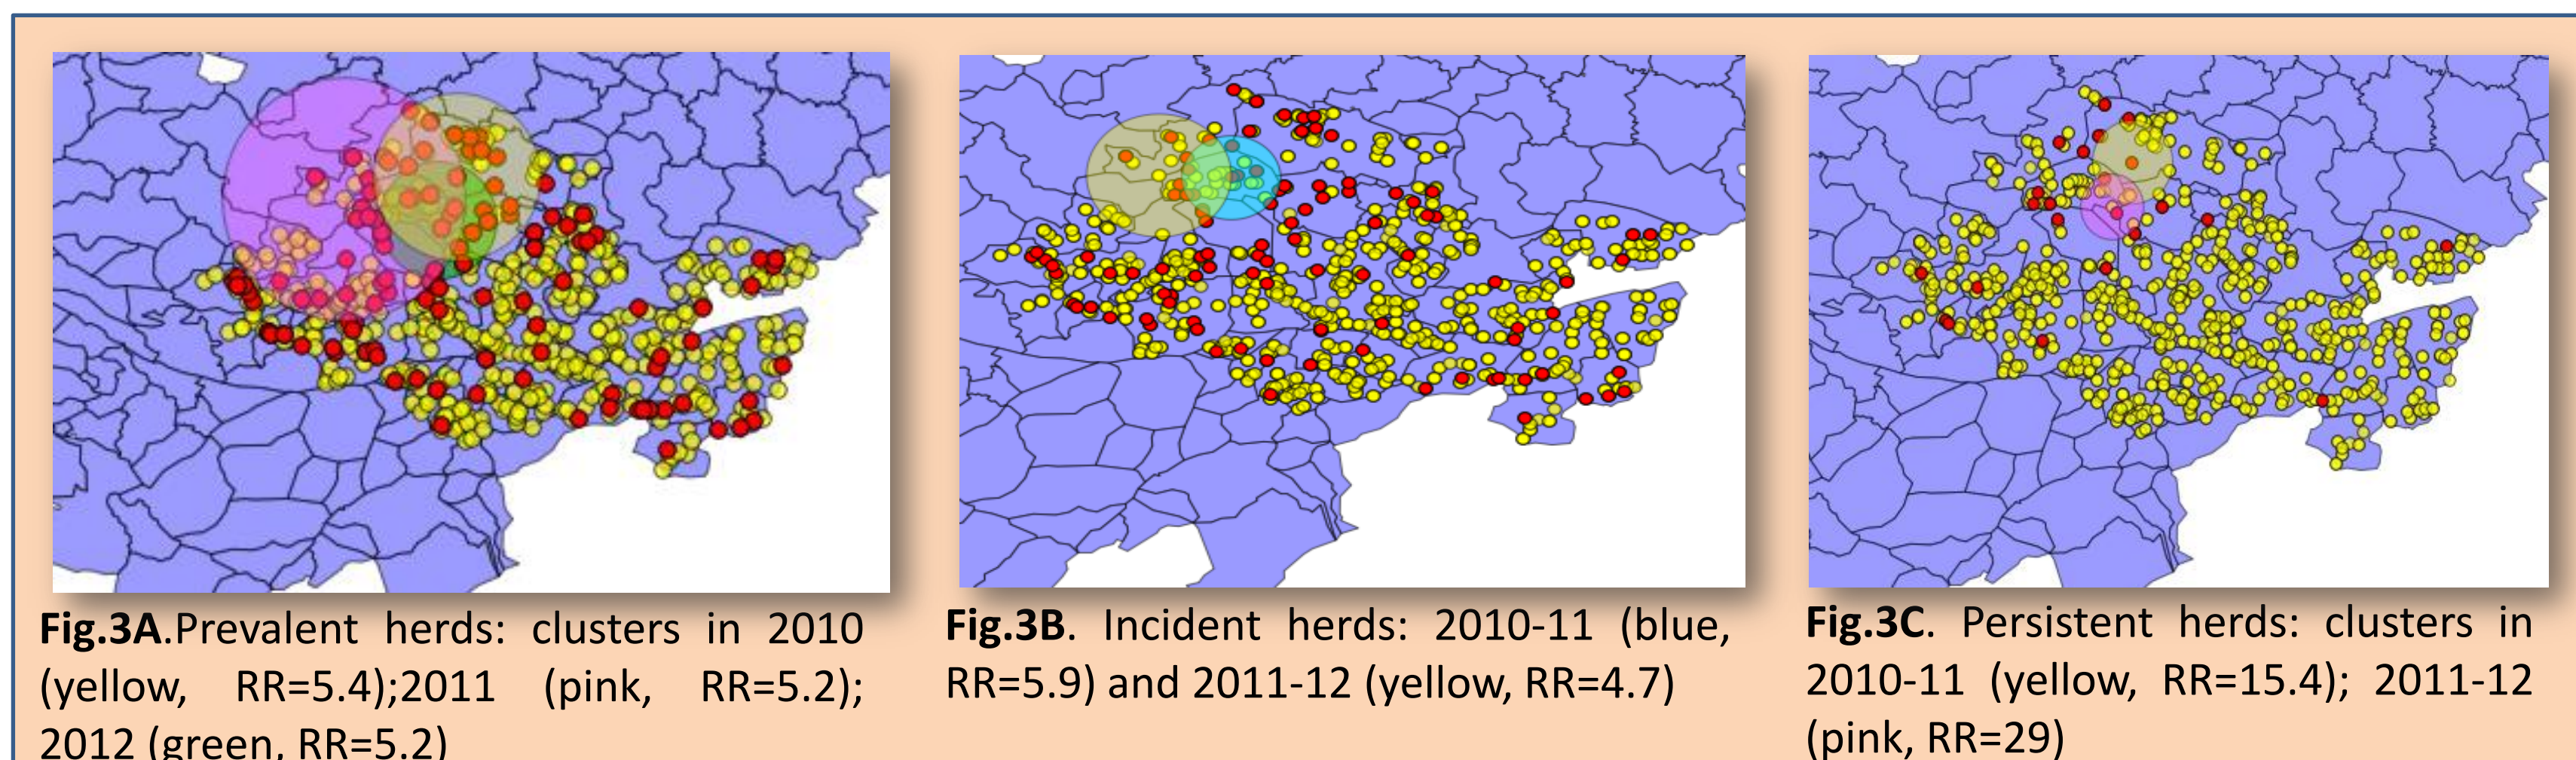 Fig.3A.Prevalent herds: clusters in 2010
(yellow, RR=5.4);2011 (pink, RR=5.2);
2012 (green, RR=5.2)
Fig.3B. Incident herds: 2010-11 (blue,
RR=5.9) and 2011-12 (yellow, RR=4.7)
Fig.3C. Persistent herds: clusters in
2010-11 (yellow, RR=15.4); 2011-12
(pink, RR=29)